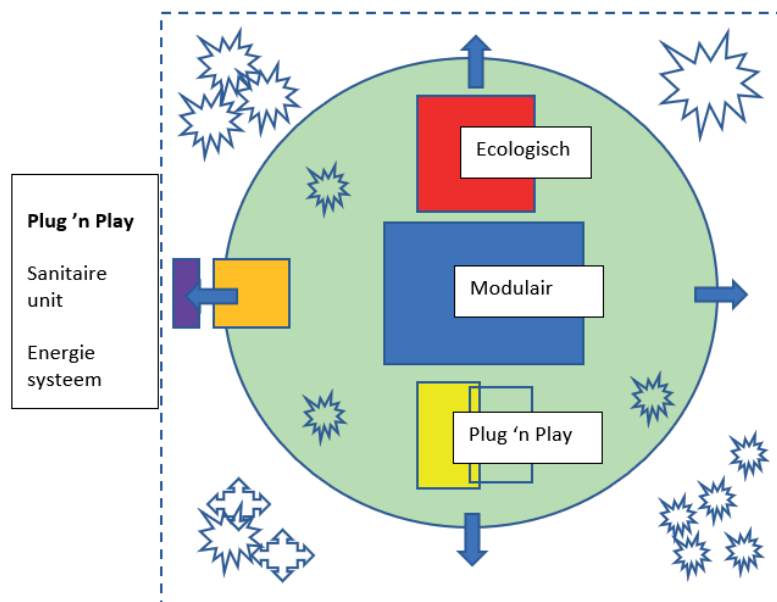 Ecologisch
Plug ’n Play
Sanitaire
unit
Energie
systeem
Modulair
Plug ‘n Play